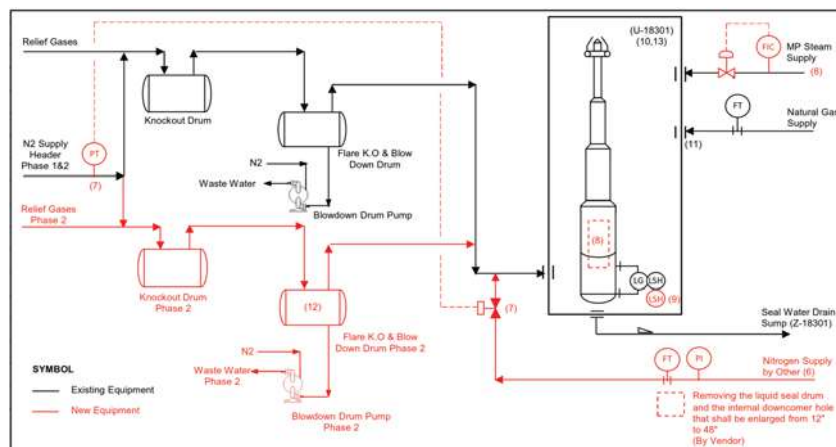 Relief Gases
Knockout Drum
N2 Supply
Header
Phase 1&2
PT
(7)
Flare K.O & Blow
Down Drum
N2
Waste Water
Blowdown Drum Pump
Relief Gases
Phase 2
Knockout Drum
Phase 2
(12)
Flare K.O & Blow
Down Drum Phase 2
N2
Waste Water
Phase 2
Blowdown Drum Pump
Phase 2
(7)
(U-18301)
(10,13)
(8)
LG
LSH
LSH
(9)
FIC
MP Steam
Supply
(8)
FT
Natural Gas
Supply
(11)
Seal Water Drain
Sump (Z-18301)
FT
PI
Nitrogen Supply
by Other (6)
Removing the liquid seal drum .
and the internal downcomer hole
that shall be enlarged from 12"
to 48"
(By Vendor)
SYMBOL
Existing Equipment
New Equipment